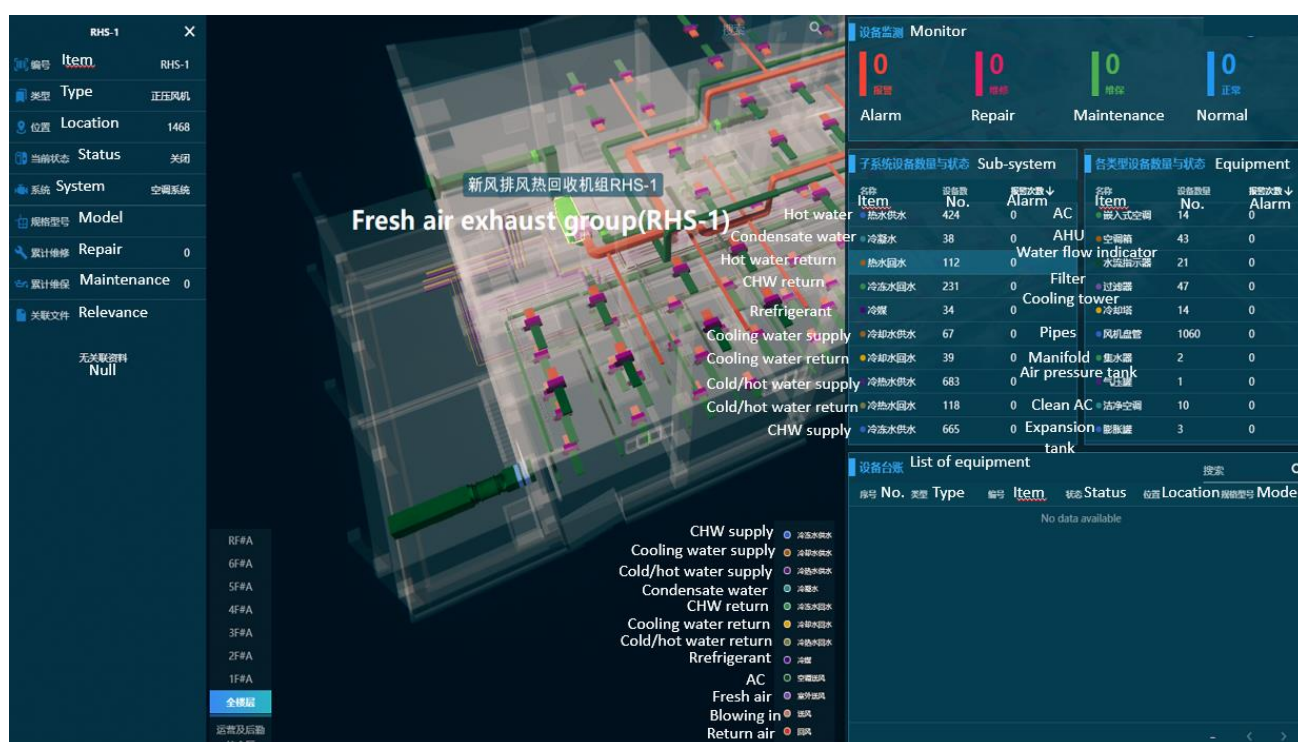 RHS-1 ×
编号 Item RHS-1
类型 Type 正压风机
位置 Location 1468
当前状态 Status 关闭
系统 System 空调系统
规格型号 Model
累计维修 Repair 0
累计维保 Maintenance 0
关联文件 Relevance
无关联资料
Null
搜索
新风排风热回收机组RHS-1
Fresh air exhaust group(RHS-1)
RF#A
6F#A
5F#A
4F#A
3F#A
2F#A
1F#A
全楼层
运营及后勤
CHW supply 冷冻水供水
Cooling water supply 冷却水供水
Cold/hot water supply 冷热水供水
Condensate water 冷凝水
CHW return 冷冻水回水
Cooling water return 冷却水回水
Cold/hot water return 冷热水回水
Rrefrigerant 冷媒
AC 空调送风
Fresh air 室外送风
Blowing in 送风
Return air 回风
设备监测 Monitor
0 0 0 0
报警 维修 维保 正常
Alarm Repair Maintenance Normal
子系统设备数量与状态 Sub-system
名称 设备数 报警次数↓
Item No. Alarm
Hot water 热水供水 424 0
Condensate water 冷凝水 38 0
Hot water return 热水回水 112 0
CHW return 冷冻水回水 231 0
Rrefrigerant 冷媒 34 0
Cooling water supply 冷却水供水 67 0
Cooling water return 冷却水回水 39 0
Cold/hot water supply 冷热水供水 683 0
Cold/hot water return 冷热水回水 118 0
CHW supply 冷冻水供水 665 0
各类型设备数量与状态 Equipment
名称 设备数量 报警次数↓
Item No. Alarm
AC 嵌入式空调 14 0
AHU 空调箱 43 0
Water flow indicator 水流指示器 21 0
Filter 过滤器 47 0
Cooling tower 冷却塔 14 0
Pipes 风机盘管 1060 0
Manifold 集水器 2 0
Air pressure tank 气压罐 1 0
Clean AC 洁净空调 10 0
Expansion tank 膨胀罐 3 0
设备台账 List of equipment 搜索
序号 No. 类型 Type 编号 Item 状态 Status 位置 Location 规格型号 Mode
No data available